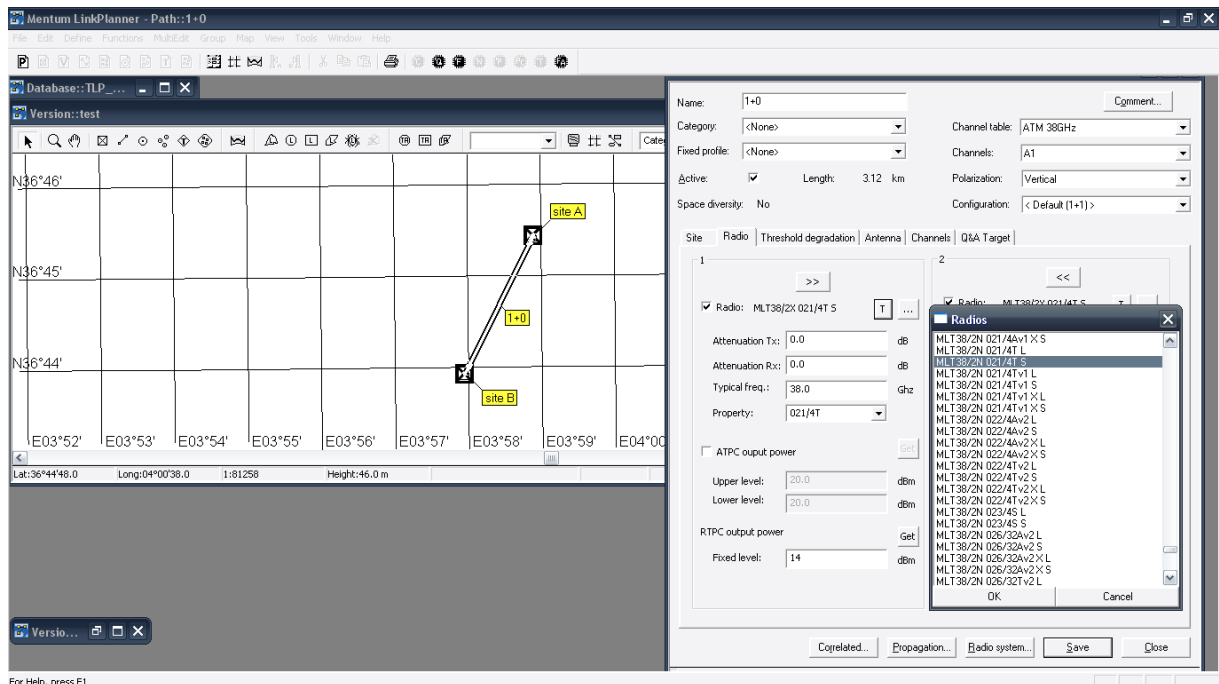 Mentum LinkPlanner - Path::1+0
File Edit Define Functions MultiEdit Group Map View Tools Window Help
Database::TLP_...
Version::test
Cate
N36°46'
N36°45'
N36°44'
site A
1+0
site B
E03°52' E03°53' E03°54' E03°55' E03°56' E03°57' E03°58' E03°59' E04°00
Lat:36°44'48.0 Long:04°00'38.0 1:81258 Height:46.0 m
Versio...
For Help, press F1
Name: 1+0 Comment...
Category: <None> Channel table: ATM 38GHz
Fixed profile: <None> Channels: A1
Active: Length: 3.12 km Polarization: Vertical
Space diversity: No Configuration: < Default (1+1) >
Site Radio Threshold degradation Antenna Channels Q&A Target
1
>>
Radio: MLT38/2X 021/4T S T ...
Attenuation Tx: 0.0 dB
Attenuation Rx: 0.0 dB
Typical freq.: 38.0 Ghz
Property: 021/4T
ATPC ouput power Get
Upper level: 20.0 dBm
Lower level: 20.0 dBm
RTPC output power Get
Fixed level: 14 dBm
2
<<
Radio: MLT38/2X 021/4T S T
Radios
MLT38/2N 021/4Av1 X S
MLT38/2N 021/4T L
MLT38/2N 021/4T S
MLT38/2N 021/4Tv1 L
MLT38/2N 021/4Tv1 S
MLT38/2N 021/4Tv1 X L
MLT38/2N 021/4Tv1 X S
MLT38/2N 022/4Av2 L
MLT38/2N 022/4Av2 S
MLT38/2N 022/4Av2 X L
MLT38/2N 022/4Av2 X S
MLT38/2N 022/4Tv2 L
MLT38/2N 022/4Tv2 S
MLT38/2N 022/4Tv2 X L
MLT38/2N 022/4Tv2 X S
MLT38/2N 023/4S L
MLT38/2N 023/4S S
MLT38/2N 026/32Av2 L
MLT38/2N 026/32Av2 S
MLT38/2N 026/32Av2 X L
MLT38/2N 026/32Av2 X S
MLT38/2N 026/32Tv2 L
OK Cancel
Correlated... Propagation... Radio system... Save Close